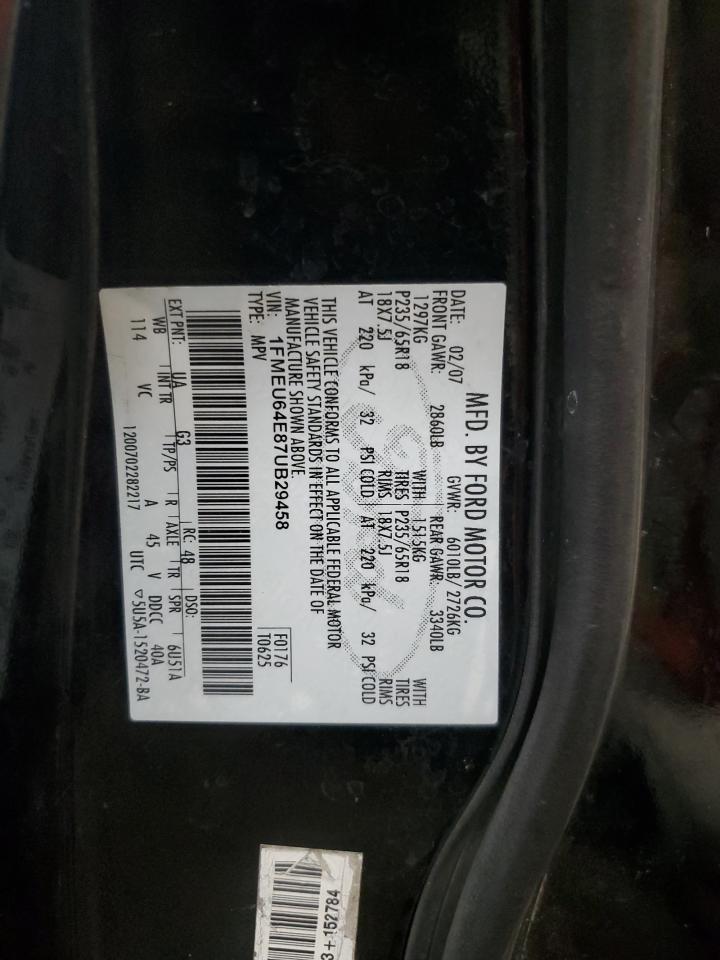 MFD. BY FORD MOTOR CO.
DATE: 02/07 GVWR: 6010LB/ 2726KG
FRONT GAWR: 2860LB REAR GAWR: 3340LB
1297KG WITH 1515KG WITH
P235/65R18 TIRES P235/65R18 TIRES
18X7.5J RIMS 18X7.5J RIMS
AT 220 kPa/ 32 PSI COLD AT 220 kPa/ 32 PSI COLD
THIS VEHICLE CONFORMS TO ALL APPLICABLE FEDERAL MOTOR
VEHICLE SAFETY STANDARDS IN EFFECT ON THE DATE OF
MANUFACTURE SHOWN ABOVE.
VIN: 1FMEU64E87UB29458 F0176
TYPE: MPV T0625
EXT PNT: UA G3 RC: 48 DSO:
WB INT TR TP/PS R AXLE TR SPR 6U51A
114 VC A 45 V DDCC 40A
1200702282217 UTC ▽5U5A-1520472-BA
3 + 152784